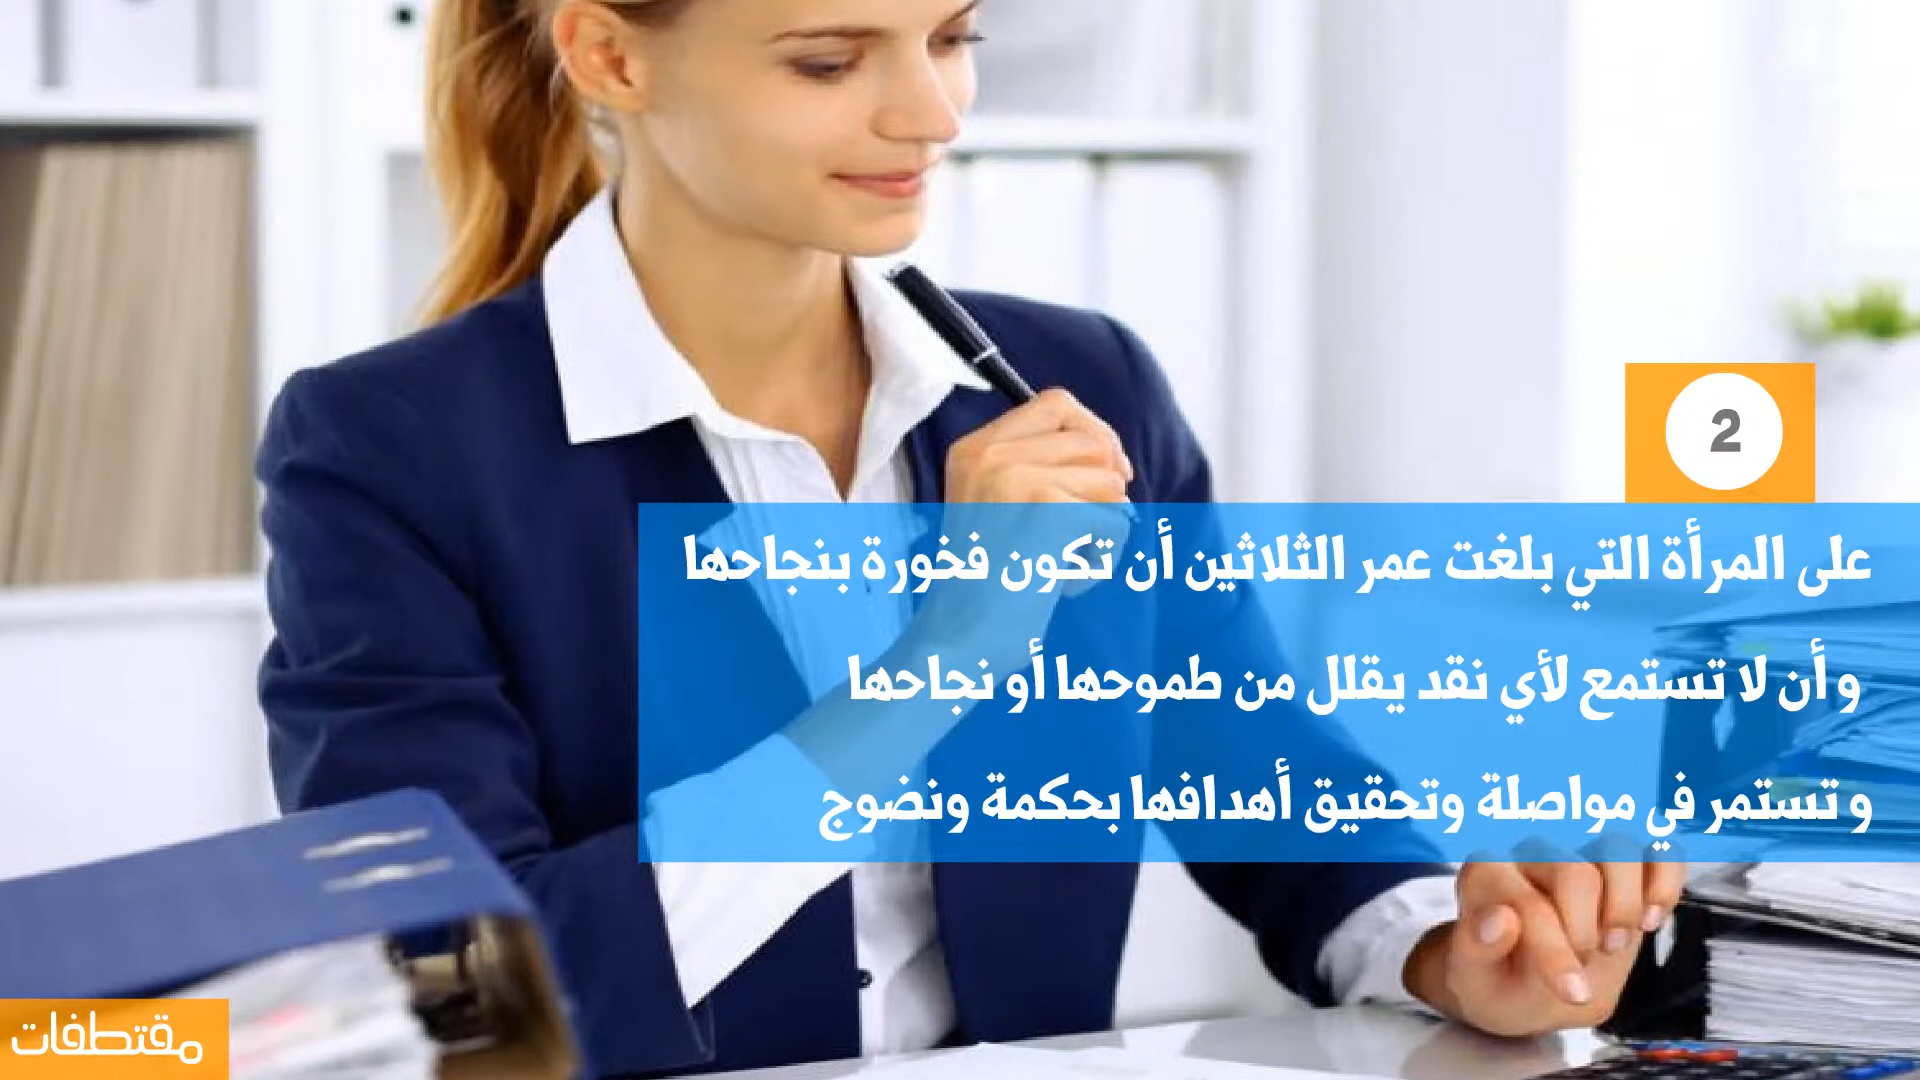 2
على المرأة التي بلغت عمر الثلاثين أن تكون فخورة بنجاحها
و أن لا تستمع لأي نقد يقلل من طموحها أو نجاحها
و تستمر في مواصلة وتحقيق أهدافها بحكمة ونضوج
مقتطفات